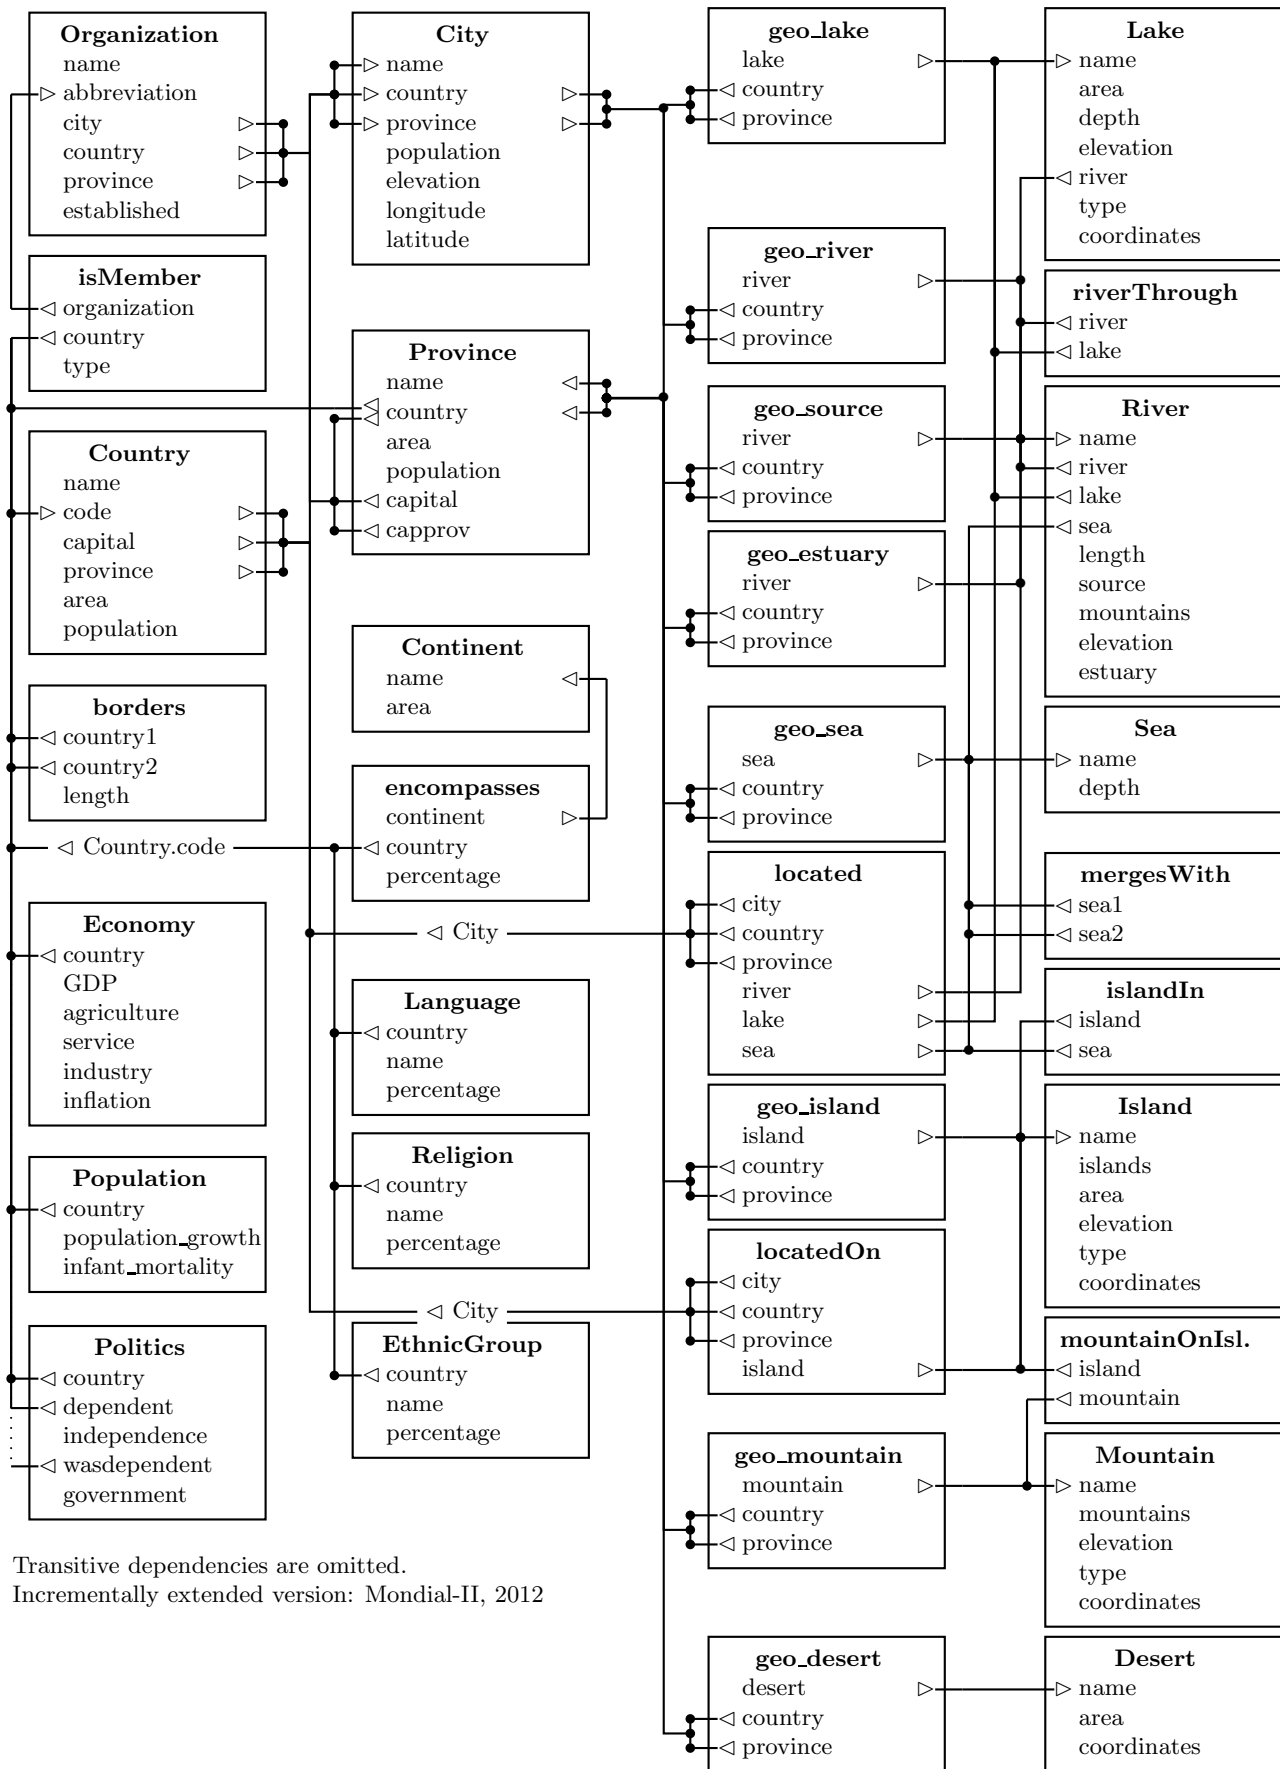 Organization
name
abbreviation
city
country
province
established
isMember
organization
country
type
Country
name
code
capital
province
area
population
borders
country1
country2
length
Country.code
Economy
country
GDP
agriculture
service
industry
inflation
Population
country
population_growth
infant_mortality
Politics
country
dependent
independence
wasdependent
government
City
name
country
province
population
elevation
longitude
latitude
Province
name
country
area
population
capital
capprov
Continent
name
area
encompasses
continent
country
percentage
City
Language
country
name
percentage
Religion
country
name
percentage
City
EthnicGroup
country
name
percentage
geo_lake
lake
country
province
geo_river
river
country
province
geo_source
river
country
province
geo_estuary
river
country
province
geo_sea
sea
country
province
located
city
country
province
river
lake
sea
geo_island
island
country
province
locatedOn
city
country
province
island
geo_mountain
mountain
country
province
geo_desert
desert
country
province
Lake
name
area
depth
elevation
river
type
coordinates
riverThrough
river
lake
River
name
river
lake
sea
length
source
mountains
elevation
estuary
Sea
name
depth
mergesWith
sea1
sea2
islandIn
island
sea
Island
name
islands
area
elevation
type
coordinates
mountainOnIsl.
island
mountain
Mountain
name
mountains
elevation
type
coordinates
Desert
name
area
coordinates
Transitive dependencies are omitted.
Incrementally extended version: Mondial-II, 2012